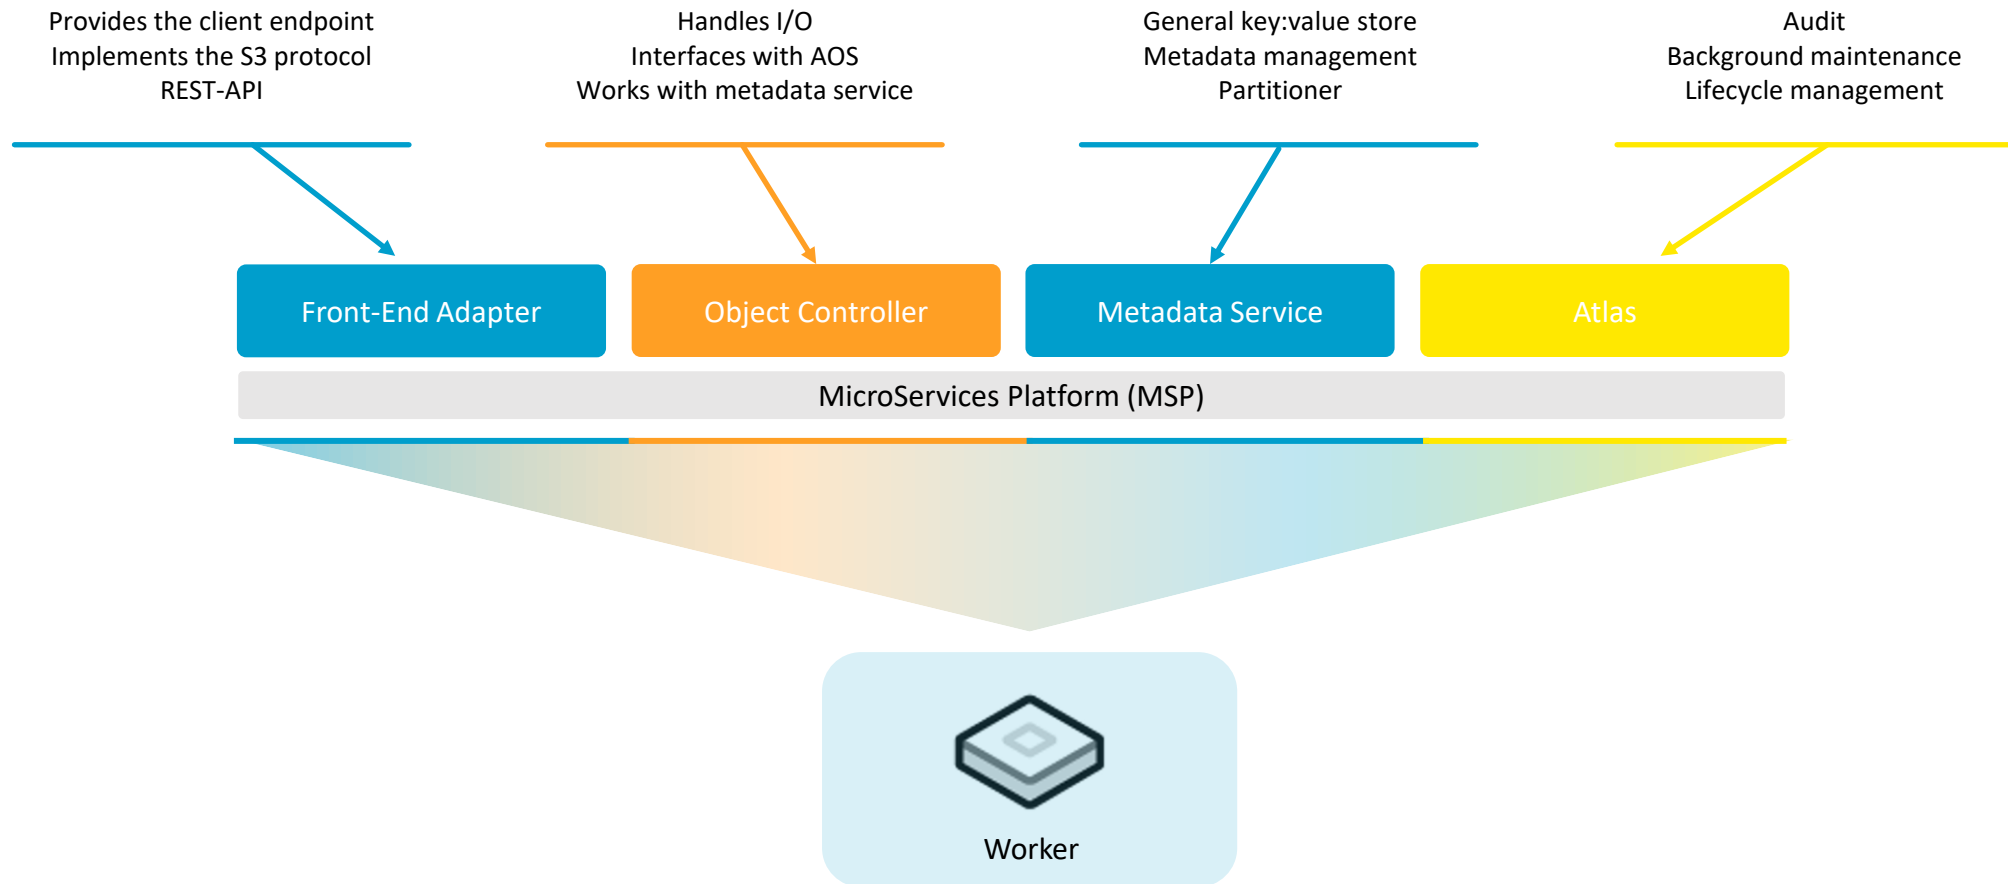 Provides the client endpoint
Implements the S3 protocol
REST-API
Handles I/O
Interfaces with AOS
Works with metadata service
General key:value store
Metadata management
Partitioner
Audit
Background maintenance
Lifecycle management
Front-End Adapter
Object Controller
Metadata Service
Atlas
MicroServices Platform (MSP)
Worker